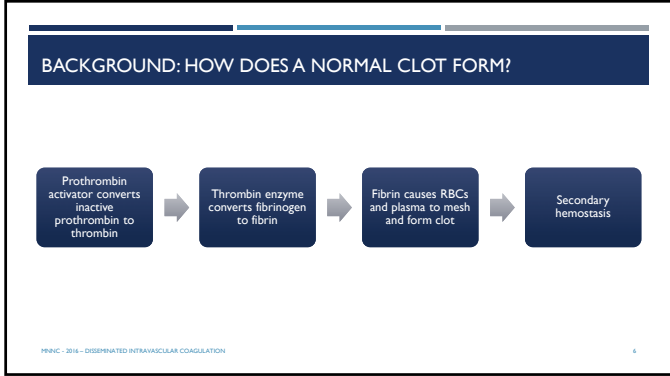 BACKGROUND: HOW DOES A NORMAL CLOT FORM?
Prothrombin
activator converts
inactive
prothrombin to
thrombin
Thrombin enzyme
converts fibrinogen
to fibrin
Fibrin causes RBCs
and plasma to mesh
and form clot
Secondary
hemostasis
MNNC - 2016 – DISSEMINATED INTRAVASCULAR COAGULATION
6